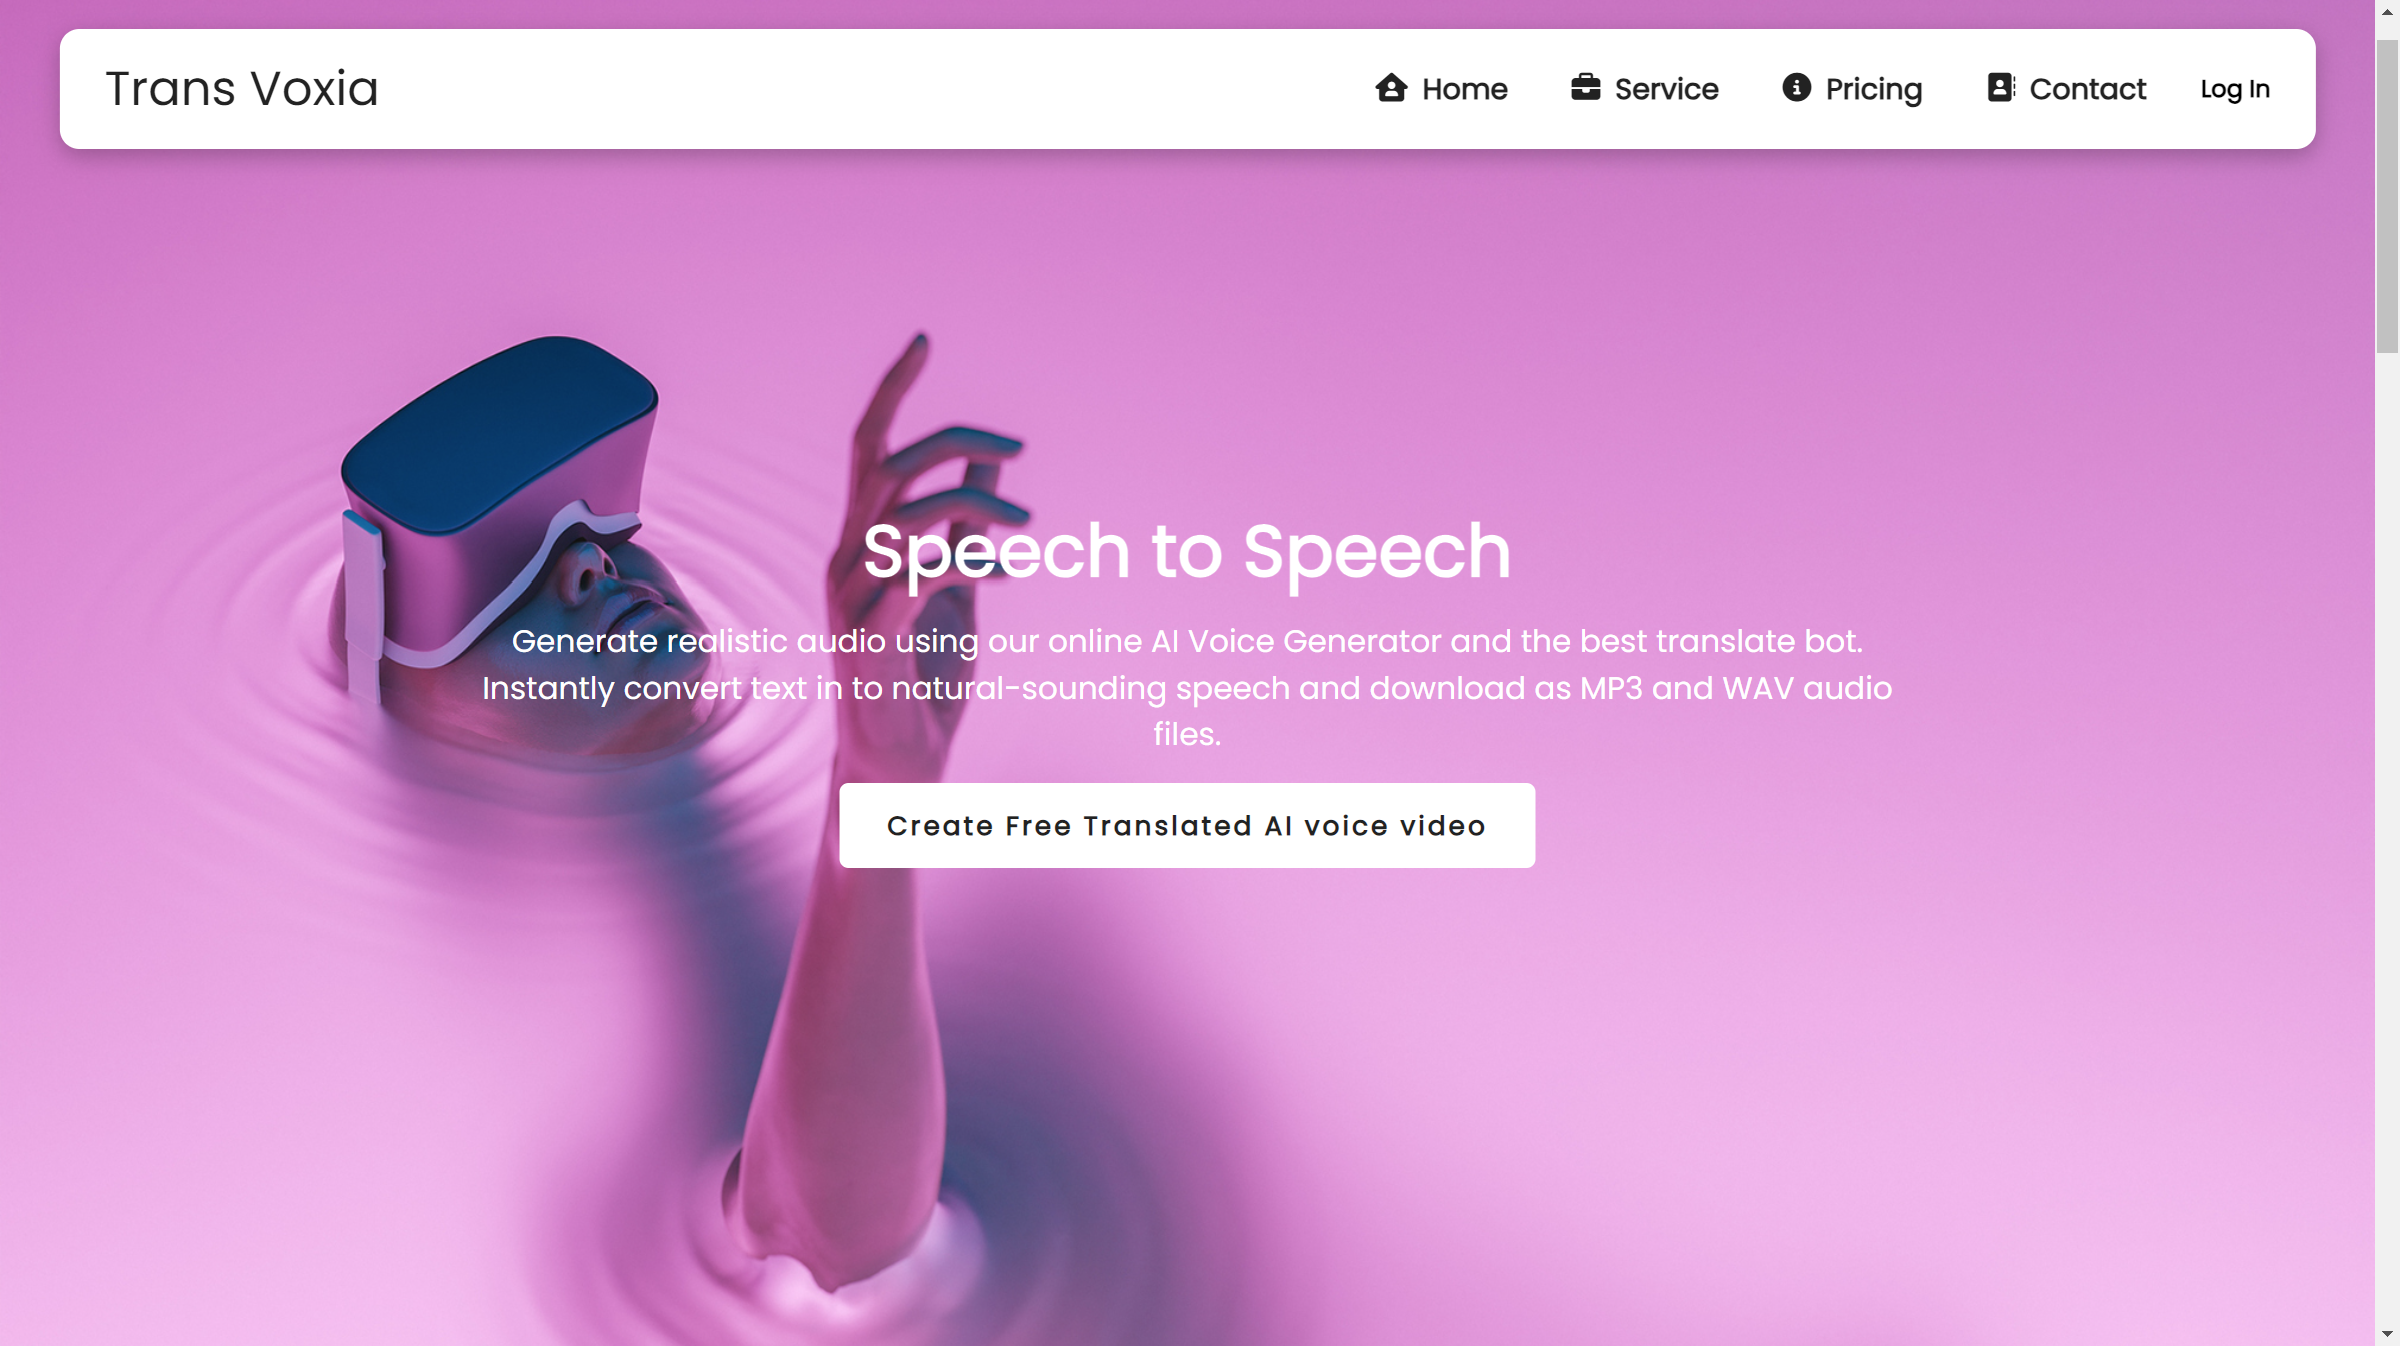 Trans Voxia
Home
Service
Pricing
Contact
Log In
Speech to Speech
Generate realistic audio using our online AI Voice Generator and the best translate bot.
Instantly convert text in to natural-sounding speech and download as MP3 and WAV audio
files.
Create Free Translated AI voice video